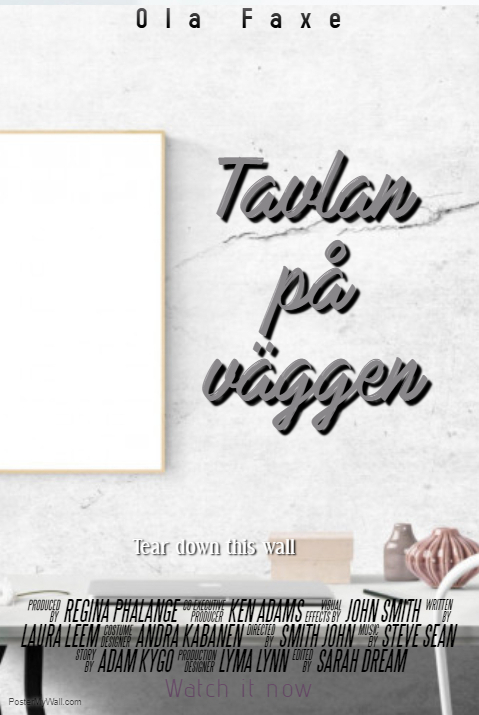 Ola Faxe
Tavlan
på
väggen
Tear down this wall
PRODUCED BY REGINA PHALANGE CO EXECUTIVE PRODUCER KEN ADAMS VISUAL EFFECTS BY JOHN SMITH WRITTEN BY
LAURA LEEM COSTUME DESIGNER ANDRA KABANEN DIRECTED BY SMITH JOHN MUSIC BY STEVE SEAN
STORY BY ADAM KYGO PRODUCTION DESIGNER LYMA LYNN EDITED BY SARAH DREAM
Watch it now
PosterMyWall.com